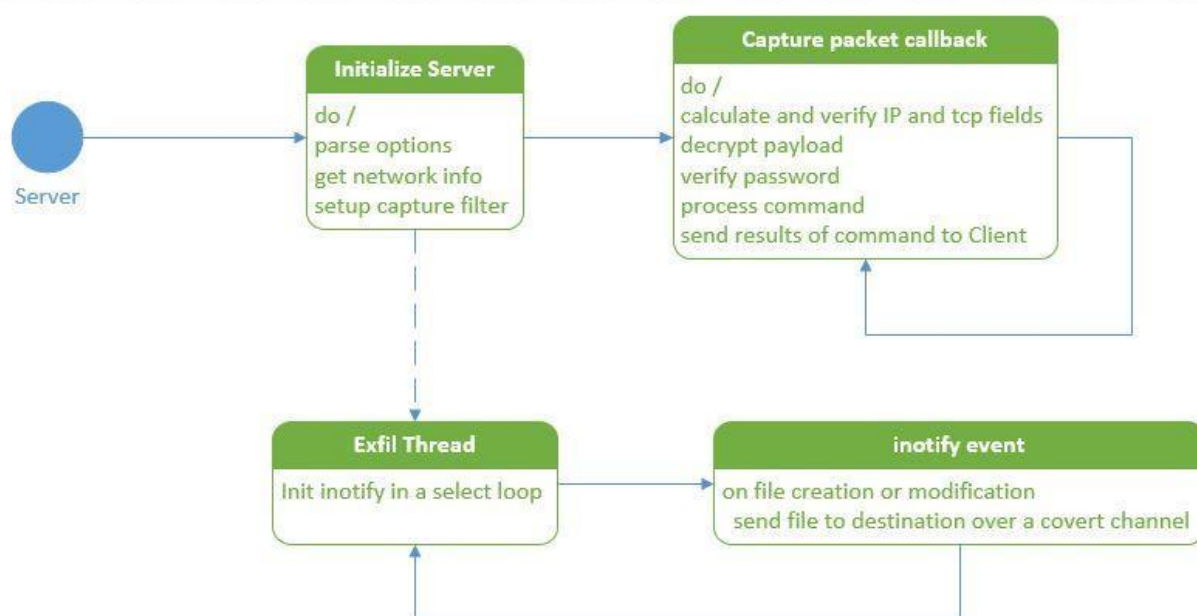 Capture packet callback
Initialize Server
do /
parse options
get network info
setup capture filter
do /
calculate and verify IP and tcp fields
decrypt payload
verify password
process command
send results of command to Client
Server
Exfil Thread
Init inotify in a select loop
inotify event
on file creation or modification
send file to destination over a covert channel